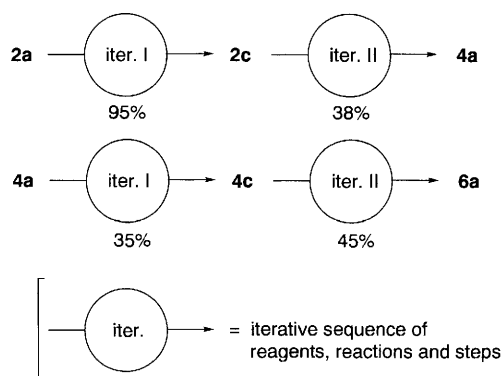 2a iter. I 2c iter. II 4a
95% 38%
4a iter. I 4c iter. II 6a
35% 45%
iter. = iterative sequence of
reagents, reactions and steps